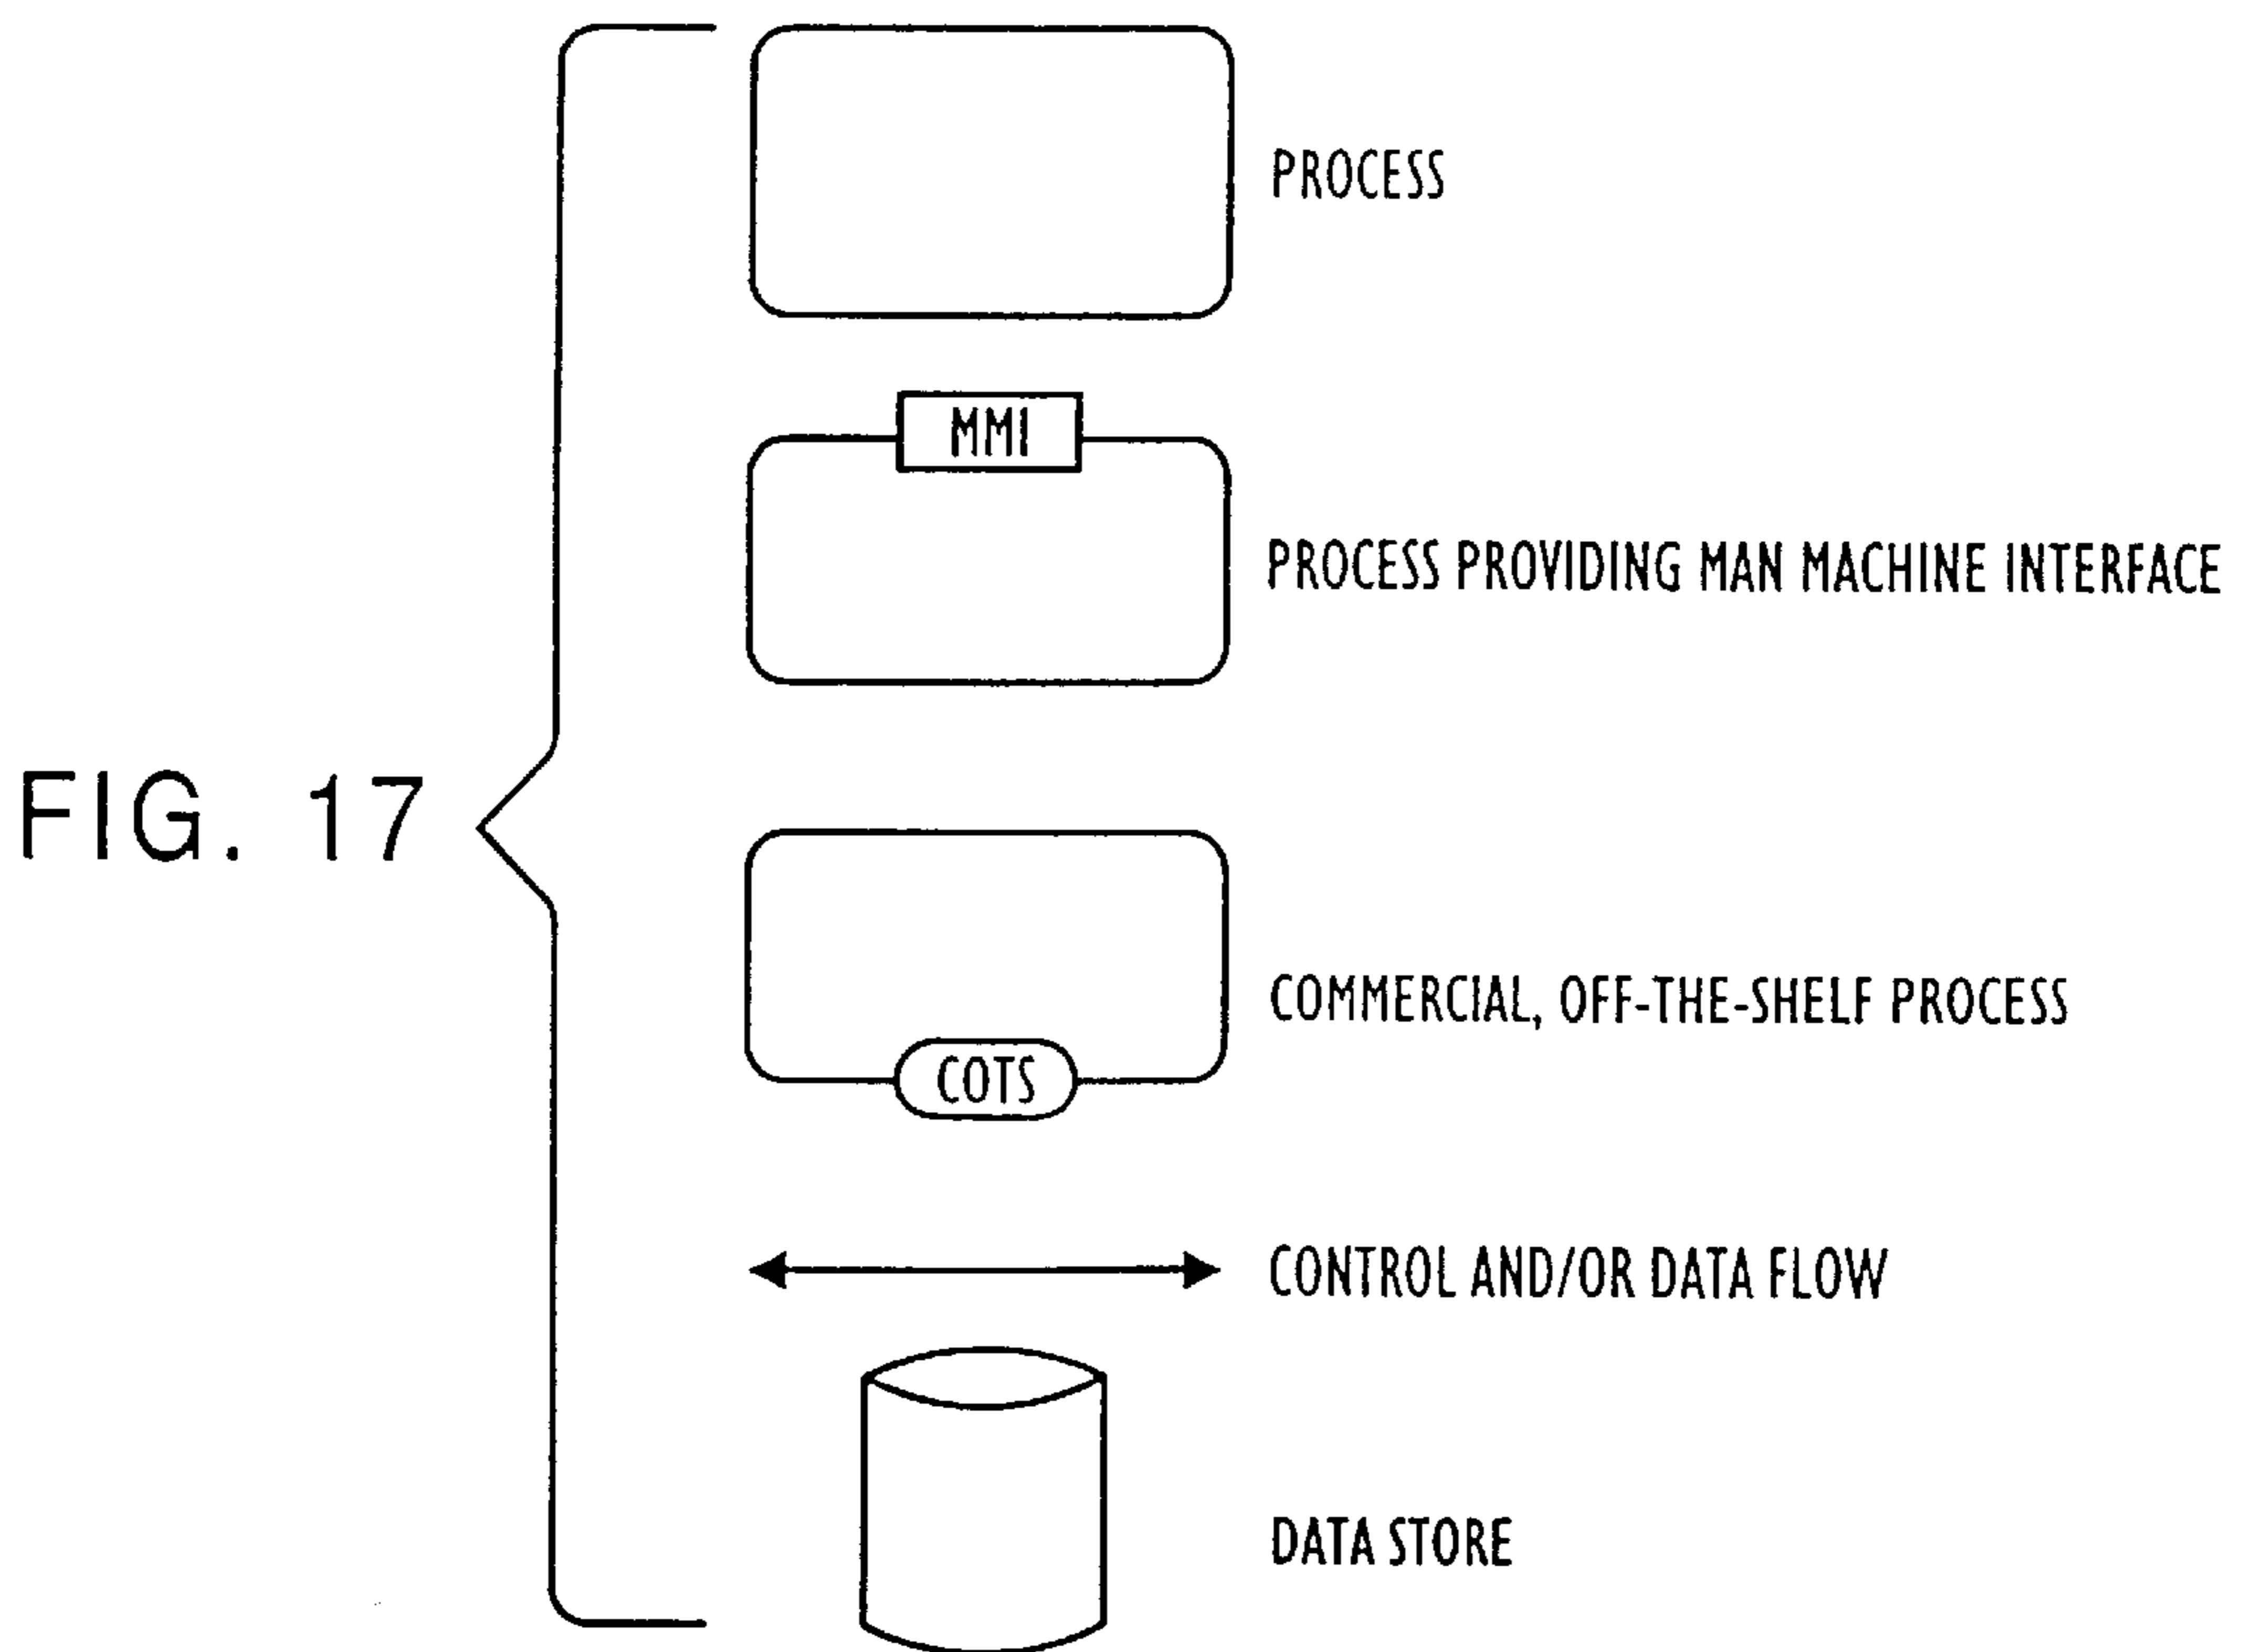 PROCESS
MMI
PROCESS PROVIDING MAN MACHINE INTERFACE
FIG. 17
COMMERCIAL, OFF-THE-SHELF PROCESS
COTS
CONTROL AND/OR DATA FLOW
DATA STORE